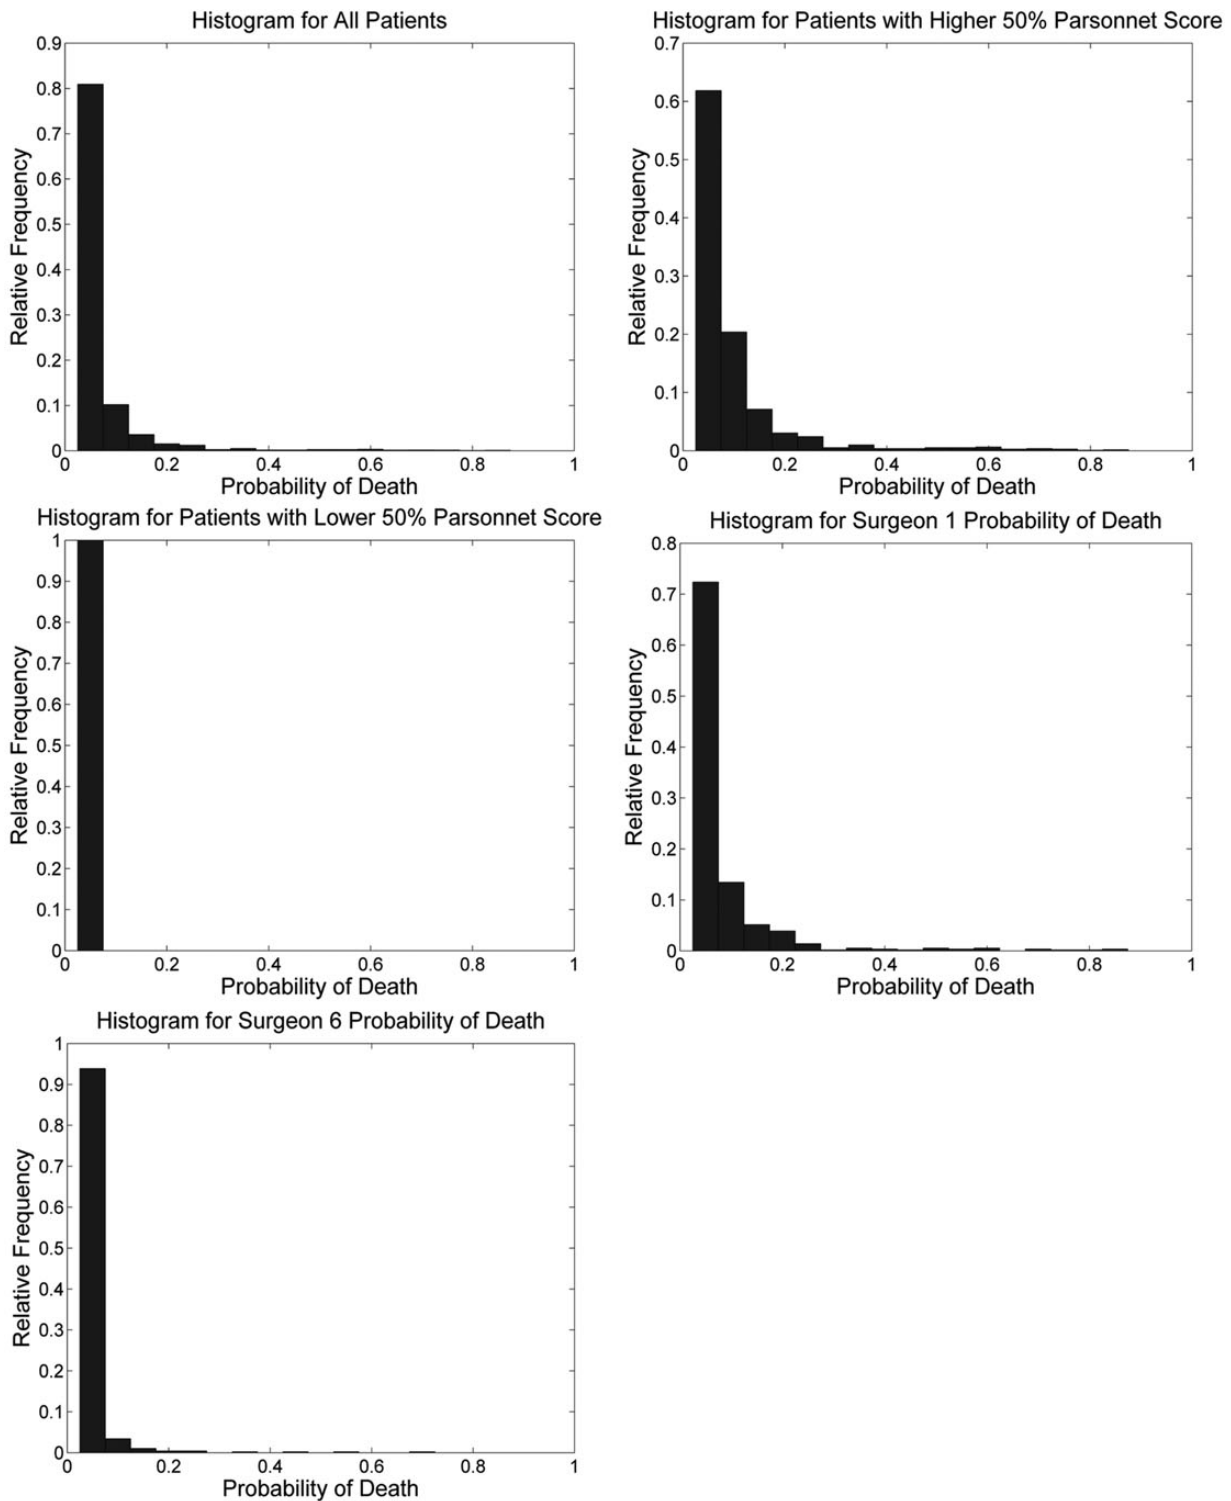 Histogram for All Patients
0.9
0.8
0.7
0.6
0.5
0.4
0.3
0.2
0.1
0
0 0.2 0.4 0.6 0.8 1
Relative Frequency
Probability of Death
Histogram for Patients with Higher 50% Parsonnet Score
0.7
0.6
0.5
0.4
0.3
0.2
0.1
0
0 0.2 0.4 0.6 0.8 1
Relative Frequency
Probability of Death
Histogram for Patients with Lower 50% Parsonnet Score
1
0.9
0.8
0.7
0.6
0.5
0.4
0.3
0.2
0.1
0
0 0.2 0.4 0.6 0.8 1
Relative Frequency
Probability of Death
Histogram for Surgeon 1 Probability of Death
0.8
0.7
0.6
0.5
0.4
0.3
0.2
0.1
0
0 0.2 0.4 0.6 0.8 1
Relative Frequency
Probability of Death
Histogram for Surgeon 6 Probability of Death
1
0.9
0.8
0.7
0.6
0.5
0.4
0.3
0.2
0.1
0
0 0.2 0.4 0.6 0.8 1
Relative Frequency
Probability of Death